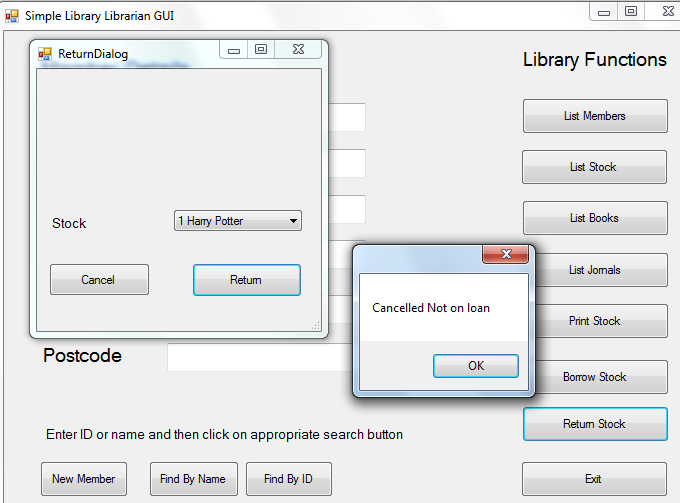 Simple Library Librarian GUI
ReturnDialog
Library Functions
List Members
List Stock
Stock
1 Harry Potter
List Books
Cancel
Return
List Jornals
Cancelled Not on loan
Print Stock
Postcode
OK
Borrow Stock
Enter ID or name and then click on appropriate search button
Return Stock
New Member
Find By Name
Find By ID
Exit